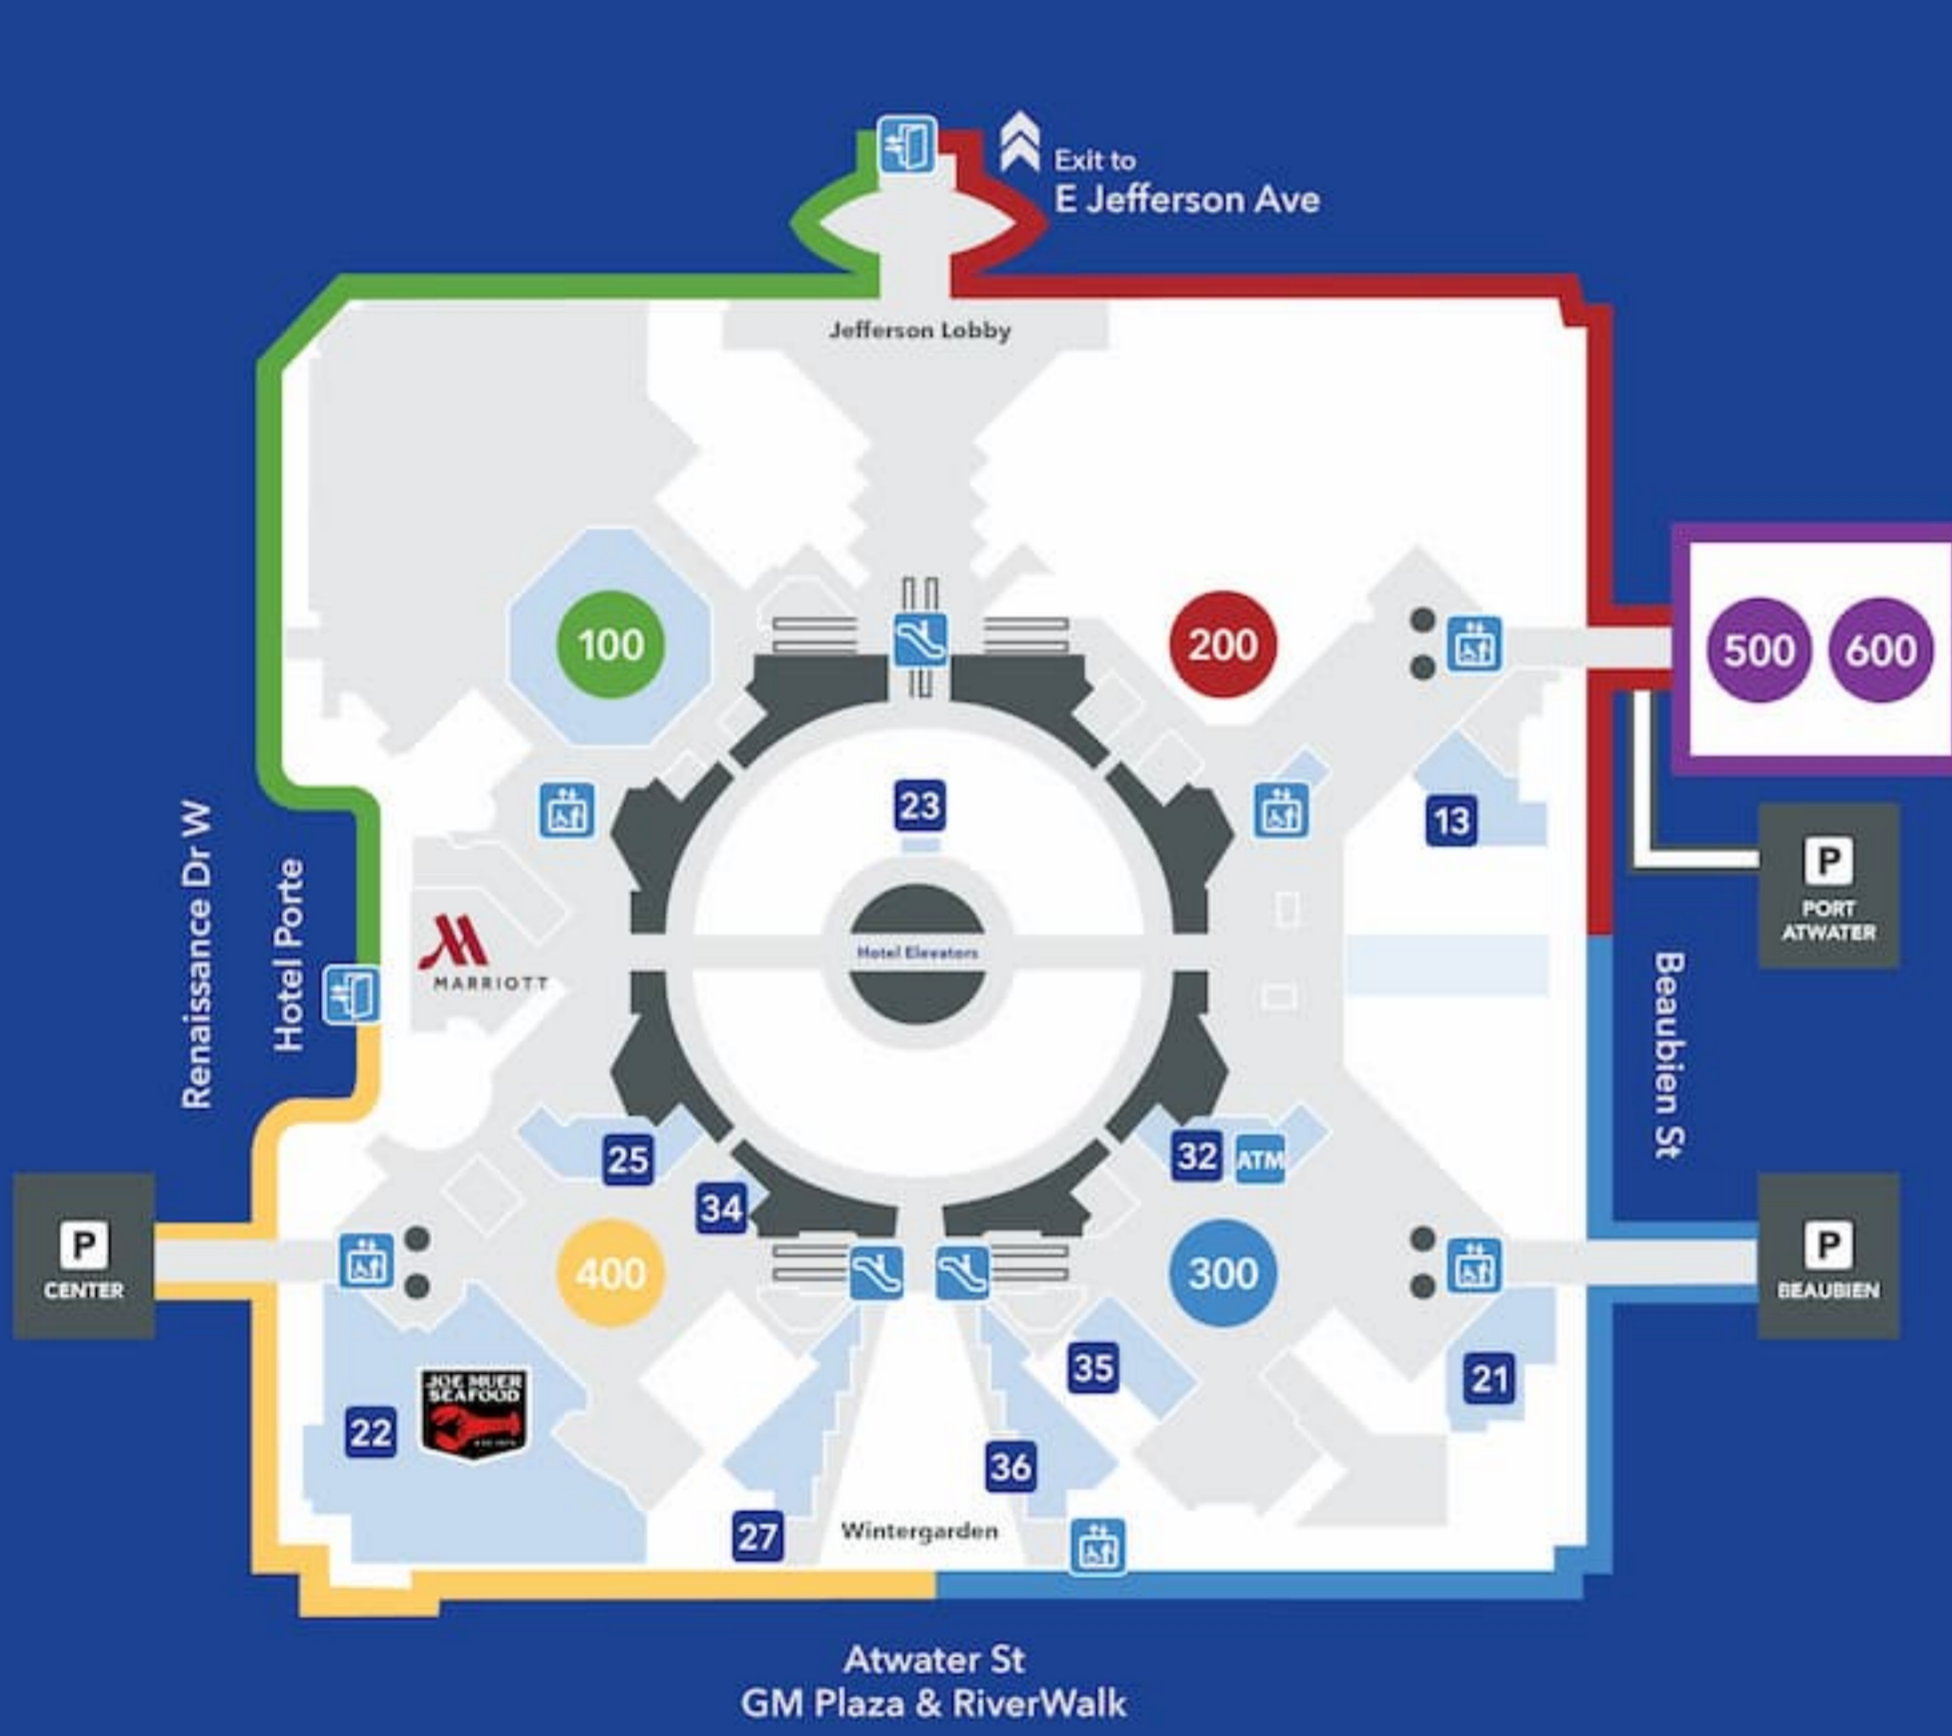 Exit to
E Jefferson Ave
Jefferson Lobby
100
200
500
600
23
13
P
PORT
ATWATER
Renaissance Dr W
Hotel Porte
MARRIOTT
Hotel Elevators
Beaubien St
25
34
32
ATM
P
CENTER
400
300
P
BEAUBIEN
JOE MUER
SEAFOOD
22
35
21
36
27
Wintergarden
Atwater St
GM Plaza & RiverWalk